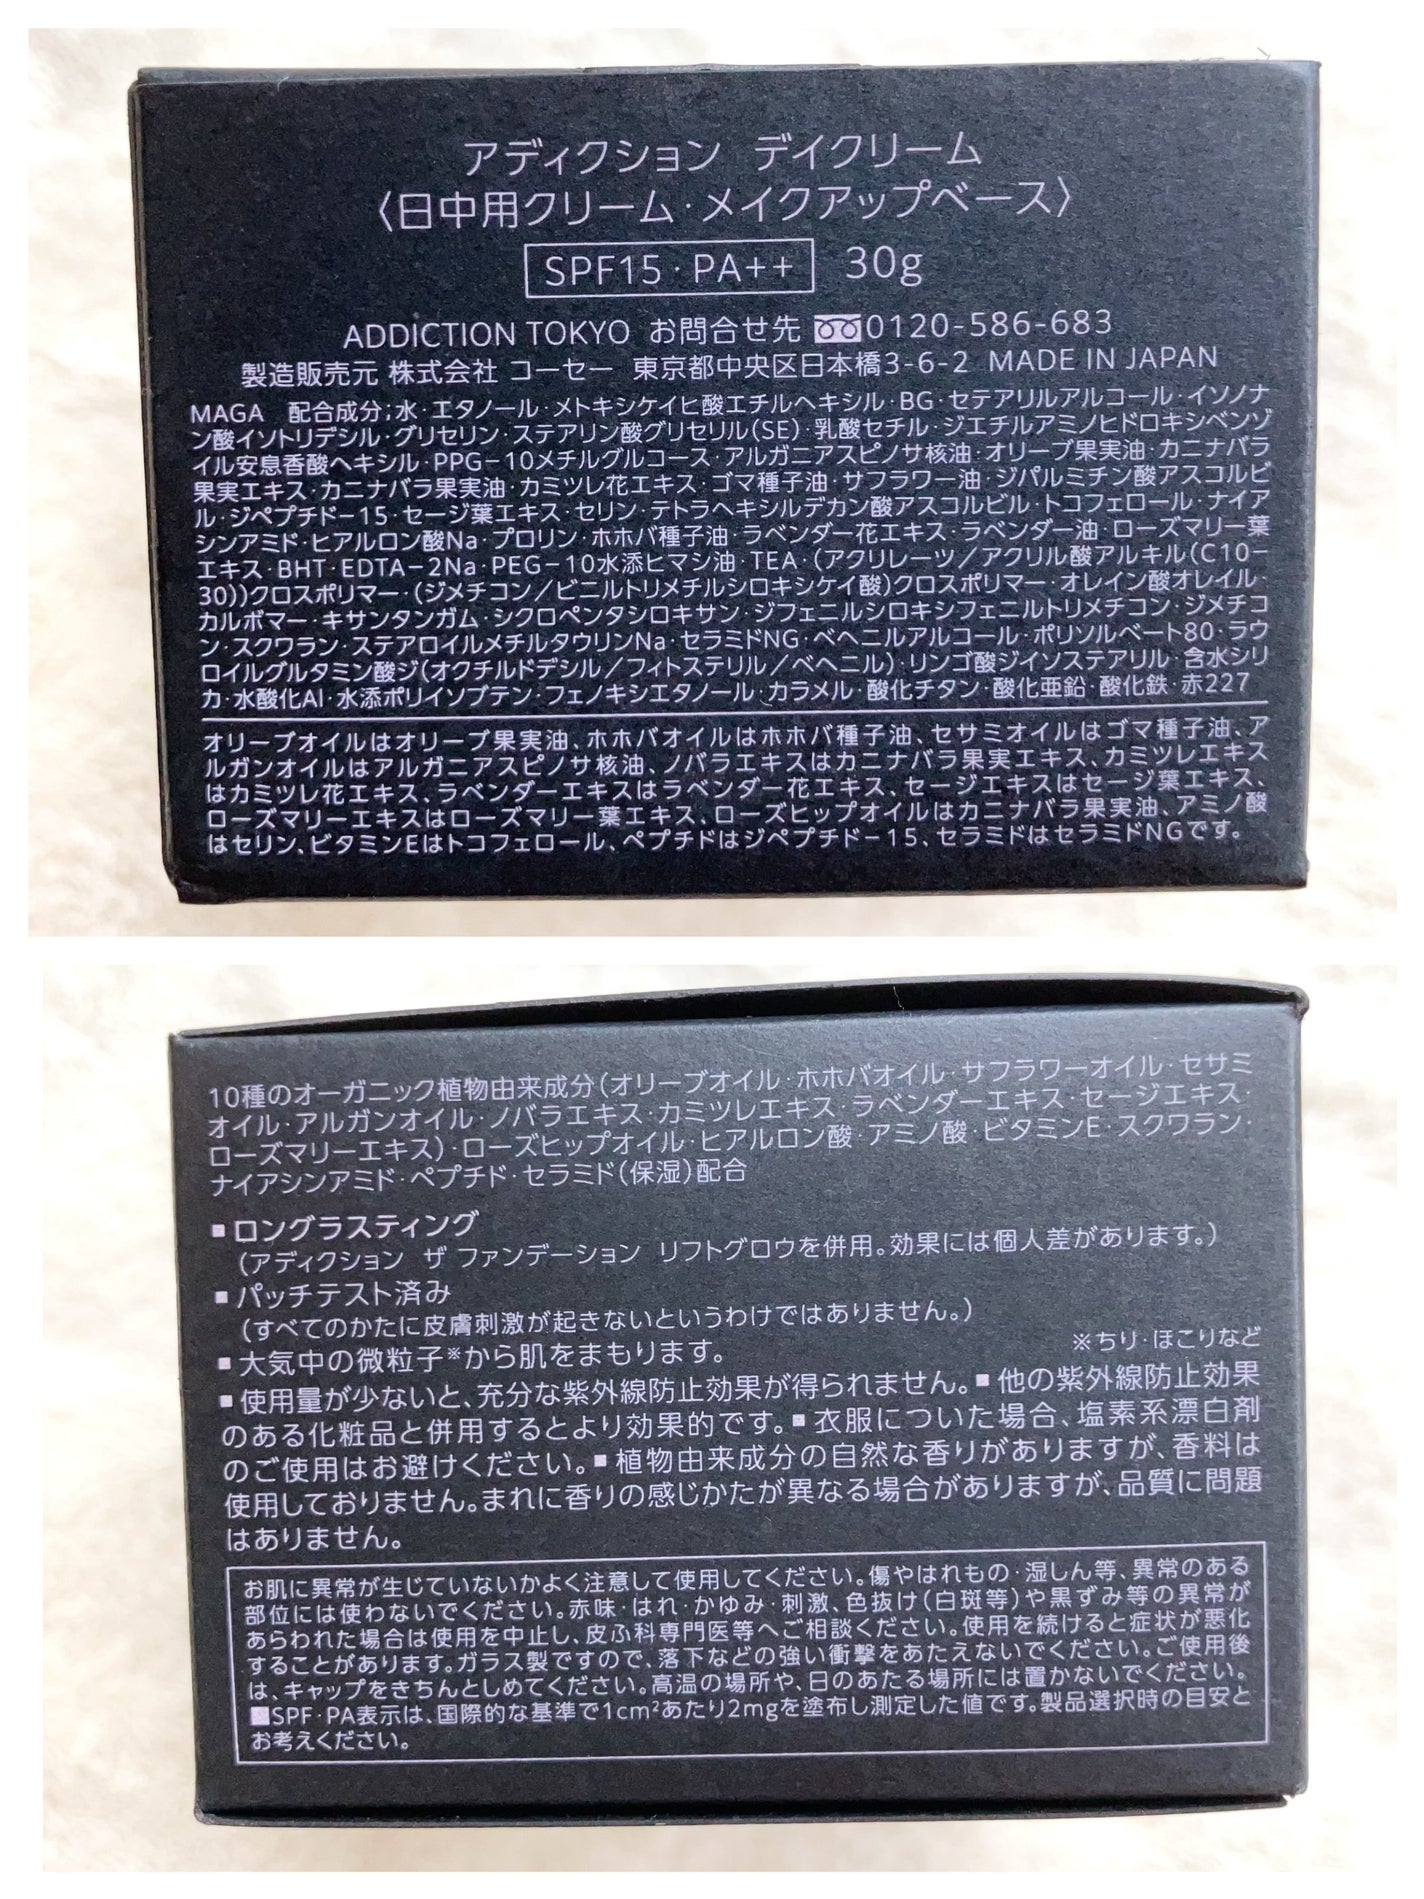 アディクション デイクリーム
〈日中用クリーム・メイクアップベース〉
SPF15・PA++ 30g
ADDICTION TOKYO お問合せ先 0120-586-683
製造販売元 株式会社 コーセー 東京都中央区日本橋3-6-2 MADE IN JAPAN
MAGA 配合成分;水・エタノール・メトキシケイヒ酸エチルヘキシル・BG・セテアリルアルコール・イソノナ
ン酸イソトリデシル・グリセリン・ステアリン酸グリセリル(SE)・乳酸セチル・ジエチルアミノヒドロキシベンゾ
イル安息香酸ヘキシル・PPG-10メチルグルコース・アルガニアスピノサ核油・オリーブ果実油・カニナバラ
果実エキス・カニナバラ果実油・カミツレ花エキス・ゴマ種子油・サフラワー油・ジパルミチン酸アスコルビ
ル・ジペプチド-15・セージ葉エキス・セリン・テトラヘキシルデカン酸アスコルビル・トコフェロール・ナイア
シンアミド・ヒアルロン酸Na・プロリン・ホホバ種子油・ラベンダー花エキス・ラベンダー油・ローズマリー葉
エキス・BHT・EDTA-2Na・PEG-10水添ヒマシ油・TEA・(アクリレーツ/アクリル酸アルキル(C10-
30))クロスポリマー・(ジメチコン/ビニルトリメチルシロキシケイ酸)クロスポリマー・オレイン酸オレイル・
カルボマー・キサンタンガム・シクロペンタシロキサン・ジフェニルシロキシフェニルトリメチコン・ジメチコ
ン・スクワラン・ステアロイルメチルタウリンNa・セラミドNG・ベヘニルアルコール・ポリソルベート80・ラウ
ロイルグルタミン酸ジ(オクチルドデシル/フィトステリル/ベヘニル)・リンゴ酸ジイソステアリル・含水シリ
カ・水酸化Al・水添ポリイソブテン・フェノキシエタノール・カラメル・酸化チタン・酸化亜鉛・酸化鉄・赤227
オリーブオイルはオリーブ果実油、ホホバオイルはホホバ種子油、セサミオイルはゴマ種子油、ア
ルガンオイルはアルガニアスピノサ核油、ノバラエキスはカニナバラ果実エキス、カミツレエキス
はカミツレ花エキス、ラベンダーエキスはラベンダー花エキス、セージエキスはセージ葉エキス、
ローズマリーエキスはローズマリー葉エキス、ローズヒップオイルはカニナバラ果実油、アミノ酸
はセリン、ビタミンEはトコフェロール、ペプチドはジペプチド-15、セラミドはセラミドNGです。
10種のオーガニック植物由来成分(オリーブオイル・ホホバオイル・サフラワーオイル・セサミ
オイル・アルガンオイル・ノバラエキス・カミツレエキス・ラベンダーエキス・セージエキス・
ローズマリーエキス)・ローズヒップオイル・ヒアルロン酸・アミノ酸・ビタミンE・スクワラン・
ナイアシンアミド・ペプチド・セラミド(保湿)配合
■ロングラスティング
(アディクション ザ ファンデーション リフトグロウを併用。効果には個人差があります。)
■パッチテスト済み
(すべてのかたに皮膚刺激が起きないというわけではありません。)
■大気中の微粒子※から肌をまもります。 ※ちり・ほこりなど
■使用量が少ないと、充分な紫外線防止効果が得られません。■他の紫外線防止効果
のある化粧品と併用するとより効果的です。■衣服についた場合、塩素系漂白剤
のご使用はお避けください。■植物由来成分の自然な香りがありますが、香料は
使用しておりません。まれに香りの感じかたが異なる場合がありますが、品質に問題
はありません。
お肌に異常が生じていないかよく注意して使用してください。傷やはれもの・湿しん等、異常のある
部位には使わないでください。赤味・はれ・かゆみ・刺激、色抜け(白斑等)や黒ずみ等の異常が
あらわれた場合は使用を中止し、皮ふ科専門医等へご相談ください。使用を続けると症状が悪化
することがあります。ガラス製ですので、落下などの強い衝撃をあたえないでください。ご使用後
は、キャップをきちんとしめてください。高温の場所や、日のあたる場所には置かないでください。
■SPF・PA表示は、国際的な基準で1cm²あたり2mgを塗布し測定した値です。製品選択時の目安と
お考えください。